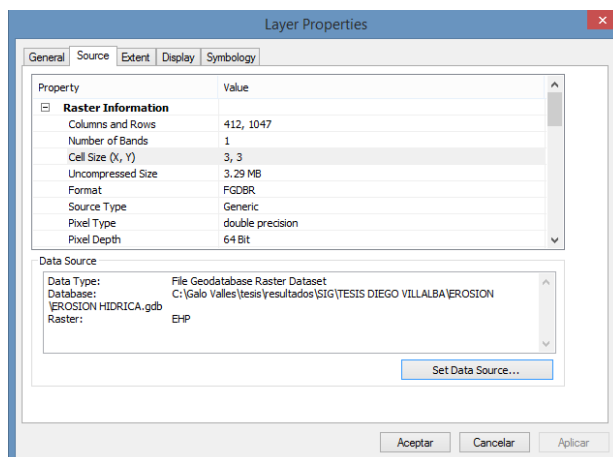 Layer Properties
General Source Extent Display Symbology
Property Value
Raster Information
Columns and Rows 412, 1047
Number of Bands 1
Cell Size (X, Y) 3, 3
Uncompressed Size 3.29 MB
Format FGDBR
Source Type Generic
Pixel Type double precision
Pixel Depth 64 Bit
Data Source
Data Type: File Geodatabase Raster Dataset
Database: C:\Galo Valles\tesis\resultados\SIG\TESIS DIEGO VILLALBA\EROSION
\EROSION HIDRICA.gdb
Raster: EHP
Set Data Source...
Aceptar Cancelar Aplicar